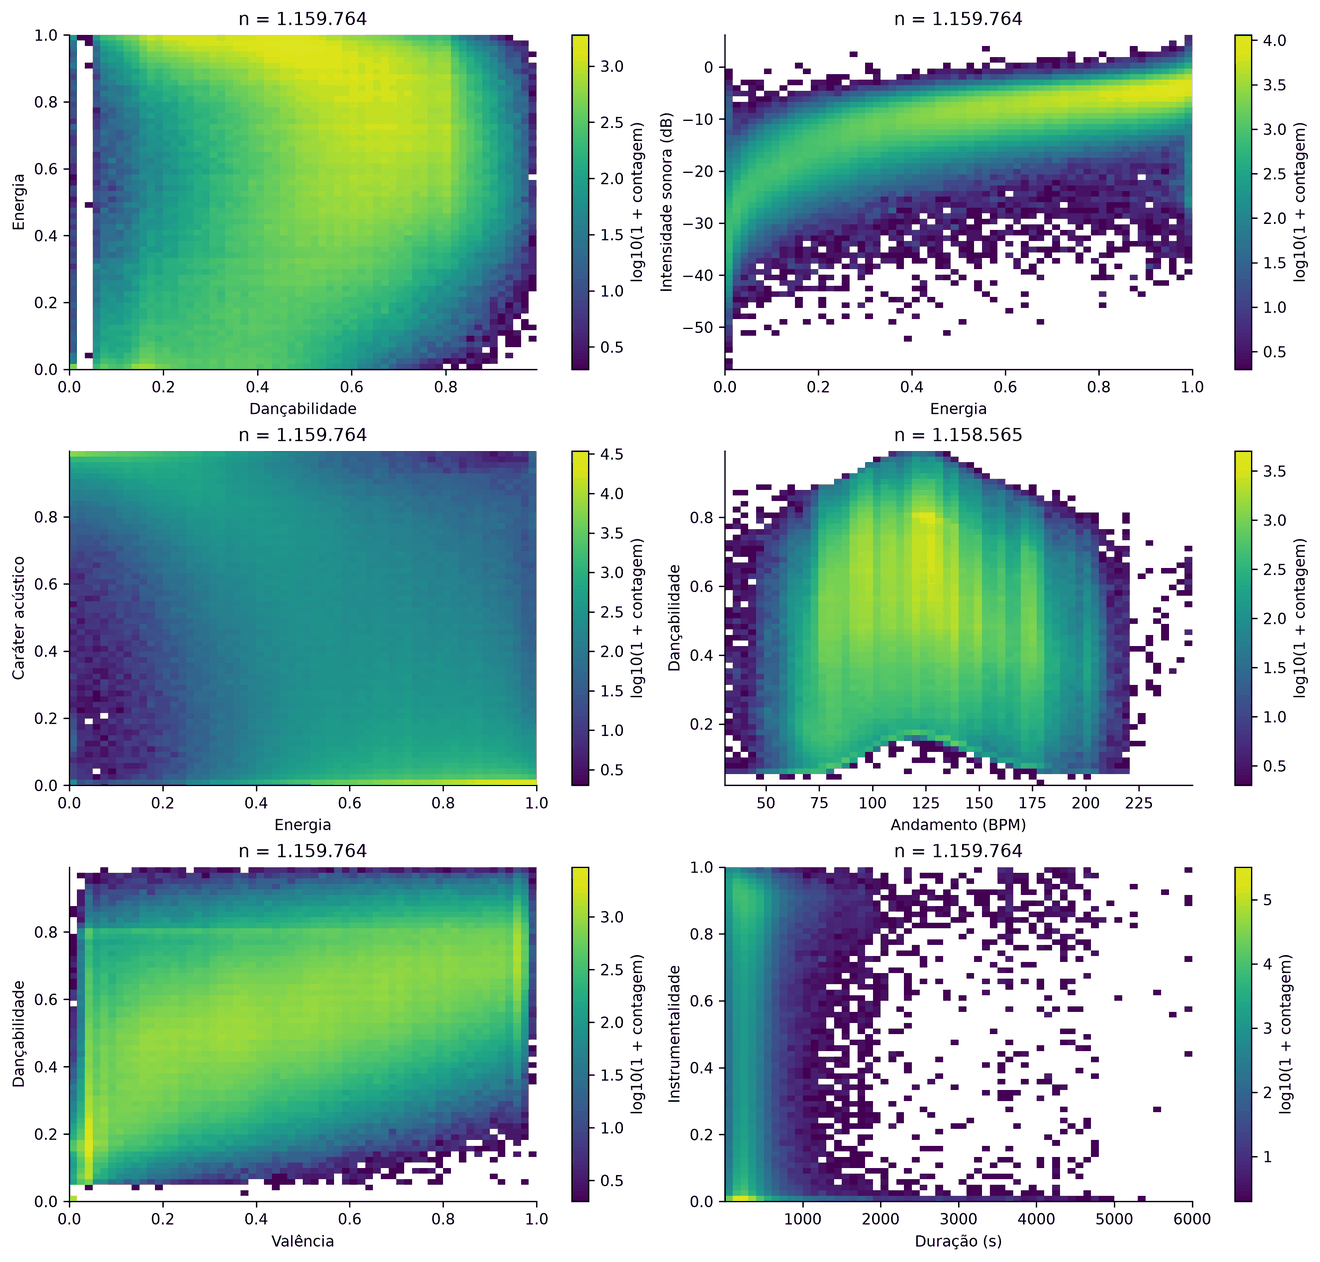 n = 1.159.764
1.0
0.8
0.6
0.4
0.2
0.0
Energia
0.0 0.2 0.4 0.6 0.8
Dançabilidade
3.0
2.5
2.0
1.5
1.0
0.5
log10(1 + contagem)
n = 1.159.764
0
−10
−20
−30
−40
−50
Intensidade sonora (dB)
0.0 0.2 0.4 0.6 0.8 1.0
Energia
4.0
3.5
3.0
2.5
2.0
1.5
1.0
0.5
log10(1 + contagem)
n = 1.159.764
0.8
0.6
0.4
0.2
0.0
Caráter acústico
0.0 0.2 0.4 0.6 0.8 1.0
Energia
4.5
4.0
3.5
3.0
2.5
2.0
1.5
1.0
0.5
log10(1 + contagem)
n = 1.158.565
0.8
0.6
0.4
0.2
Dançabilidade
50 75 100 125 150 175 200 225
Andamento (BPM)
3.5
3.0
2.5
2.0
1.5
1.0
0.5
log10(1 + contagem)
n = 1.159.764
0.8
0.6
0.4
0.2
0.0
Dançabilidade
0.0 0.2 0.4 0.6 0.8 1.0
Valência
3.0
2.5
2.0
1.5
1.0
0.5
log10(1 + contagem)
n = 1.159.764
1.0
0.8
0.6
0.4
0.2
0.0
Instrumentalidade
1000 2000 3000 4000 5000 6000
Duração (s)
5
4
3
2
1
log10(1 + contagem)